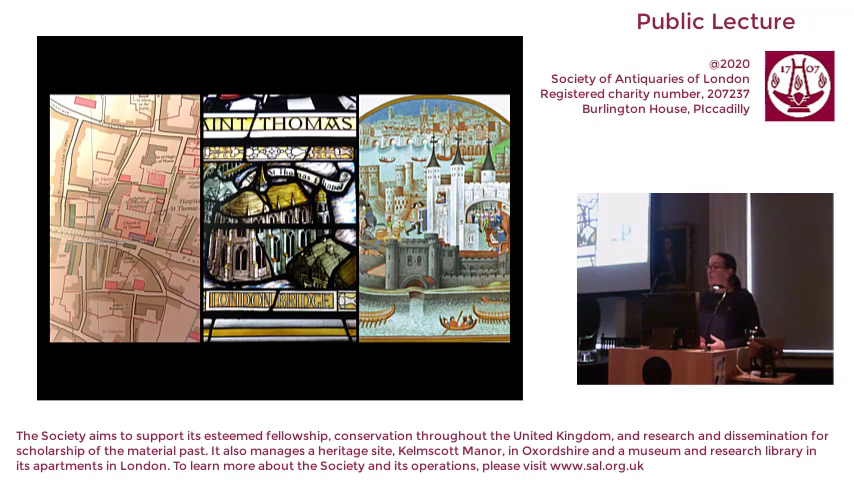 Public Lecture
@2020
Society of Antiquaries of London
Registered charity number, 207237
Burlington House, PIccadilly
17 07
AINT THOMAS
St Thomas Chapel
LONDON BRIDGE
The Society aims to support its esteemed fellowship, conservation throughout the United Kingdom, and research and dissemination for
scholarship of the material past. It also manages a heritage site, Kelmscott Manor, in Oxordshire and a museum and research library in
its apartments in London. To learn more about the Society and its operations, please visit www.sal.org.uk